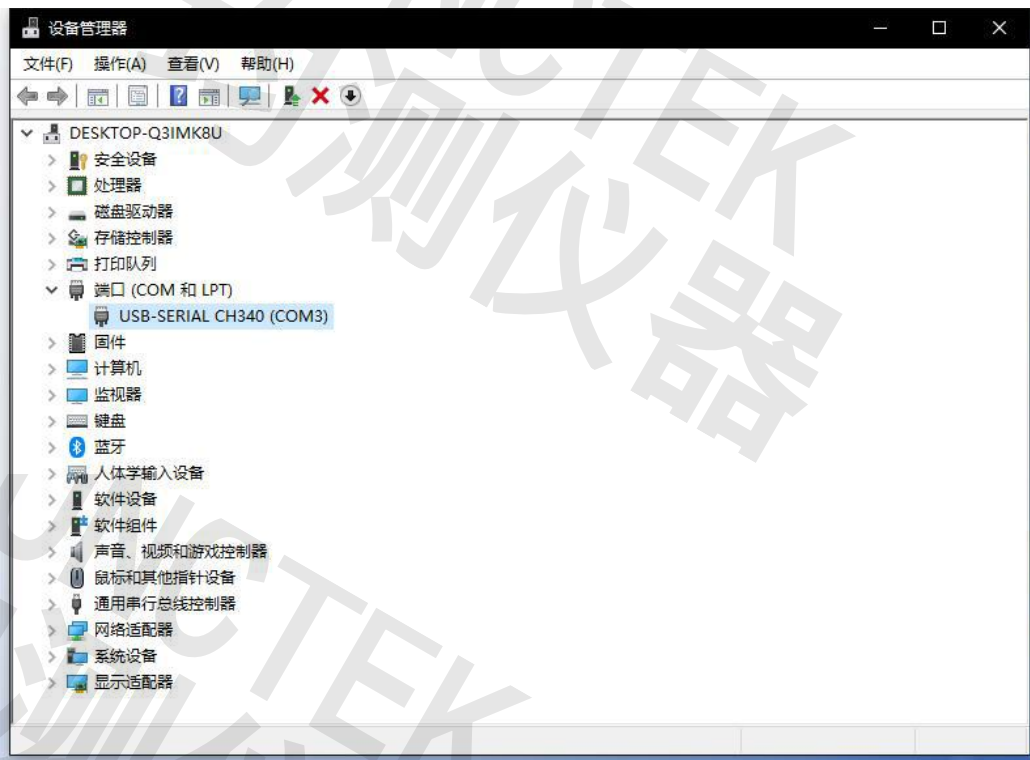 设备管理器
文件(F) 操作(A) 查看(V) 帮助(H)
DESKTOP-Q3IMK8U
安全设备
处理器
磁盘驱动器
存储控制器
打印队列
端口 (COM 和 LPT)
USB-SERIAL CH340 (COM3)
固件
计算机
监视器
键盘
蓝牙
人体学输入设备
软件设备
软件组件
声音、视频和游戏控制器
鼠标和其他指针设备
通用串行总线控制器
网络适配器
系统设备
显示适配器